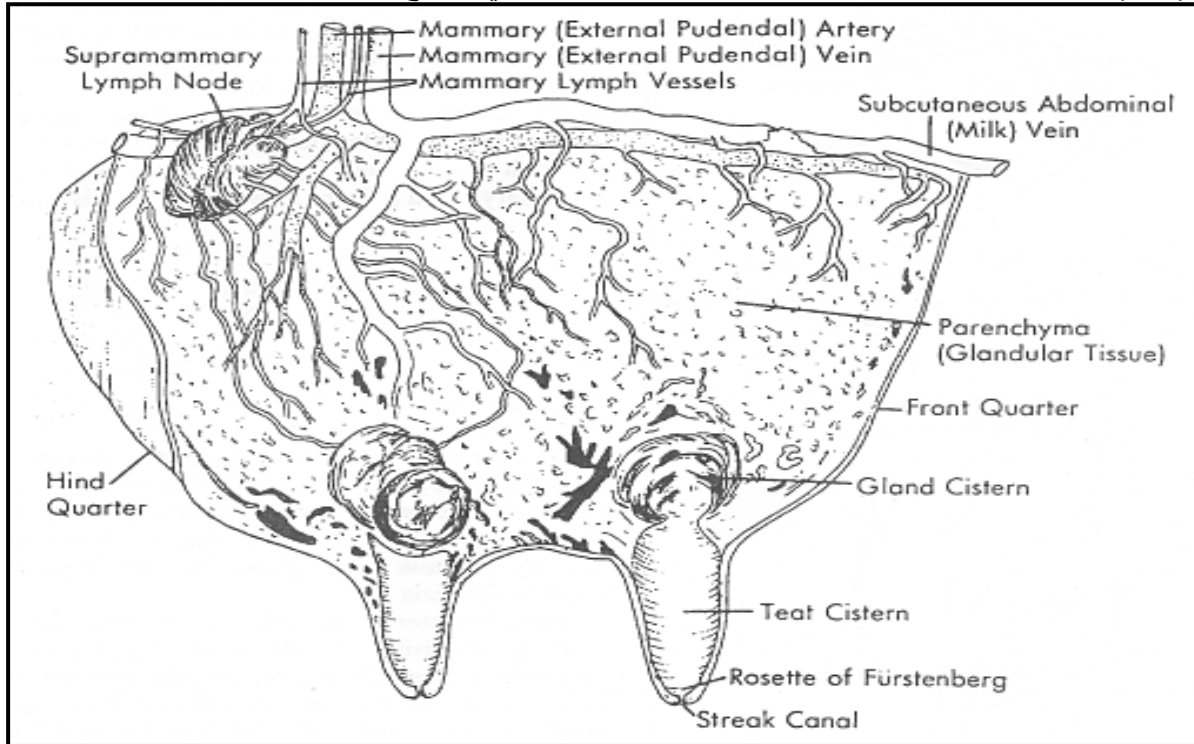 Mammary (External Pudendal) Artery
Mammary (External Pudendal) Vein
Mammary Lymph Vessels
Supramammary
Lymph Node
Subcutaneous Abdominal
(Milk) Vein
Parenchyma
(Glandular Tissue)
Front Quarter
Hind
Quarter
Gland Cistern
Teat Cistern
Rosette of Fürstenberg
Streak Canal